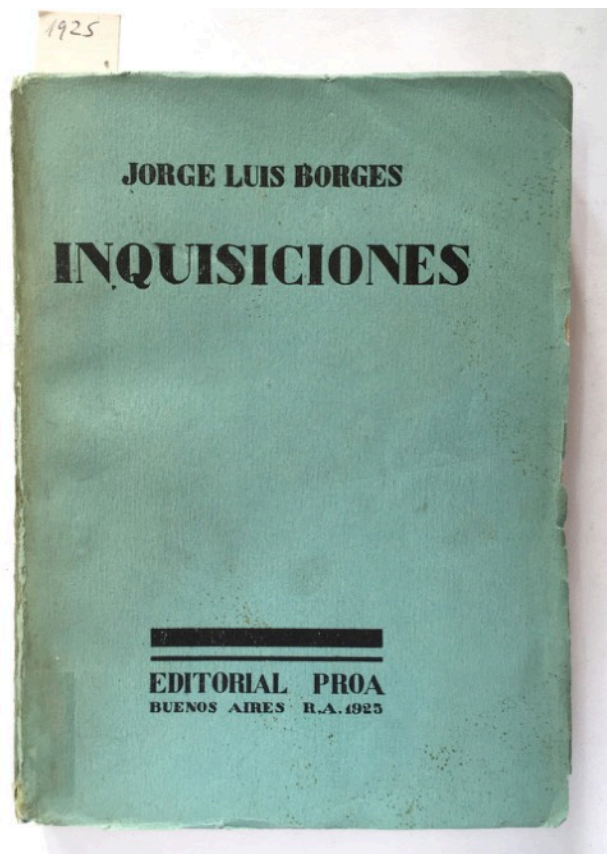 1925
JORGE LUIS BORGES
INQUISICIONES
EDITORIAL PROA
BUENOS AIRES R.A. 1925